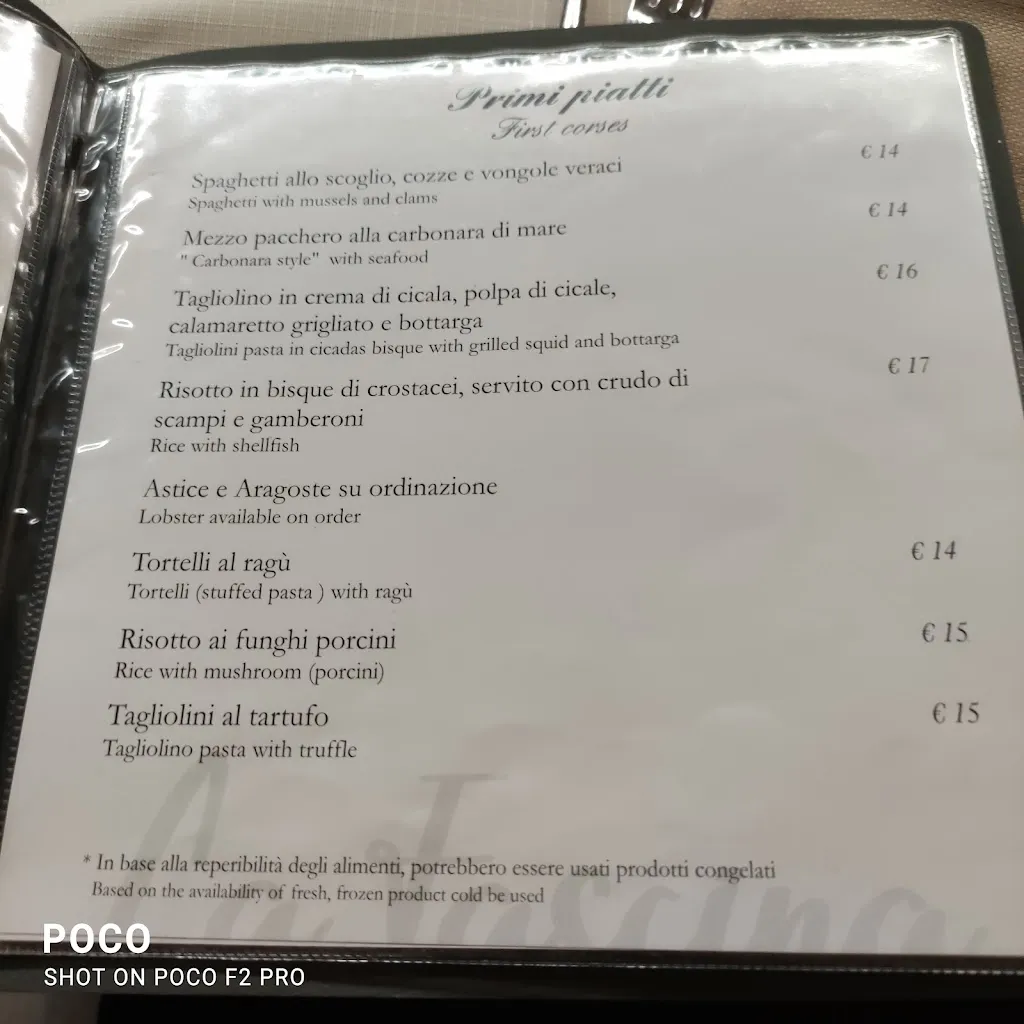 Primi piatti
First corses
Spaghetti allo scoglio, cozze e vongole veraci € 14
Spaghetti with mussels and clams
Mezzo pacchero alla carbonara di mare € 14
" Carbonara style" with seafood
Tagliolino in crema di cicala, polpa di cicale, € 16
calamaretto grigliato e bottarga
Tagliolini pasta in cicadas bisque with grilled squid and bottarga
Risotto in bisque di crostacei, servito con crudo di € 17
scampi e gamberoni
Rice with shellfish
Astice e Aragoste su ordinazione
Lobster available on order
Tortelli al ragù € 14
Tortelli (stuffed pasta ) with ragù
Risotto ai funghi porcini € 15
Rice with mushroom (porcini)
Tagliolini al tartufo € 15
Tagliolino pasta with truffle
* In base alla reperibilità degli alimenti, potrebbero essere usati prodotti congelati
Based on the availability of fresh, frozen product cold be used
La Fascina
POCO
SHOT ON POCO F2 PRO